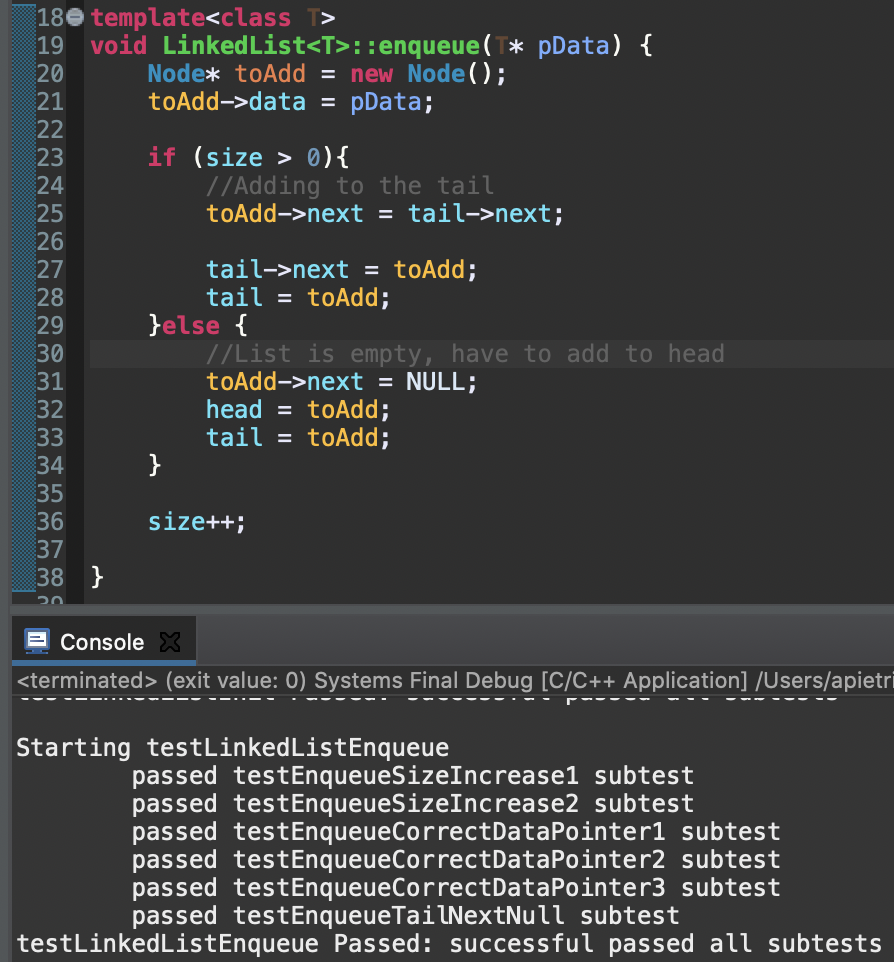 18 template<class T>
19 void LinkedList<T>::enqueue(T* pData) {
20     Node* toAdd = new Node();
21     toAdd->data = pData;
22
23     if (size > 0){
24         //Adding to the tail
25         toAdd->next = tail->next;
26
27         tail->next = toAdd;
28         tail = toAdd;
29     }else {
30         //List is empty, have to add to head
31         toAdd->next = NULL;
32         head = toAdd;
33         tail = toAdd;
34     }
35
36     size++;
37
38 }
39
Console
<terminated> (exit value: 0) Systems Final Debug [C/C++ Application] /Users/apietri
Starting testLinkedListEnqueue
        passed testEnqueueSizeIncrease1 subtest
        passed testEnqueueSizeIncrease2 subtest
        passed testEnqueueCorrectDataPointer1 subtest
        passed testEnqueueCorrectDataPointer2 subtest
        passed testEnqueueCorrectDataPointer3 subtest
        passed testEnqueueTailNextNull subtest
testLinkedListEnqueue Passed: successful passed all subtests